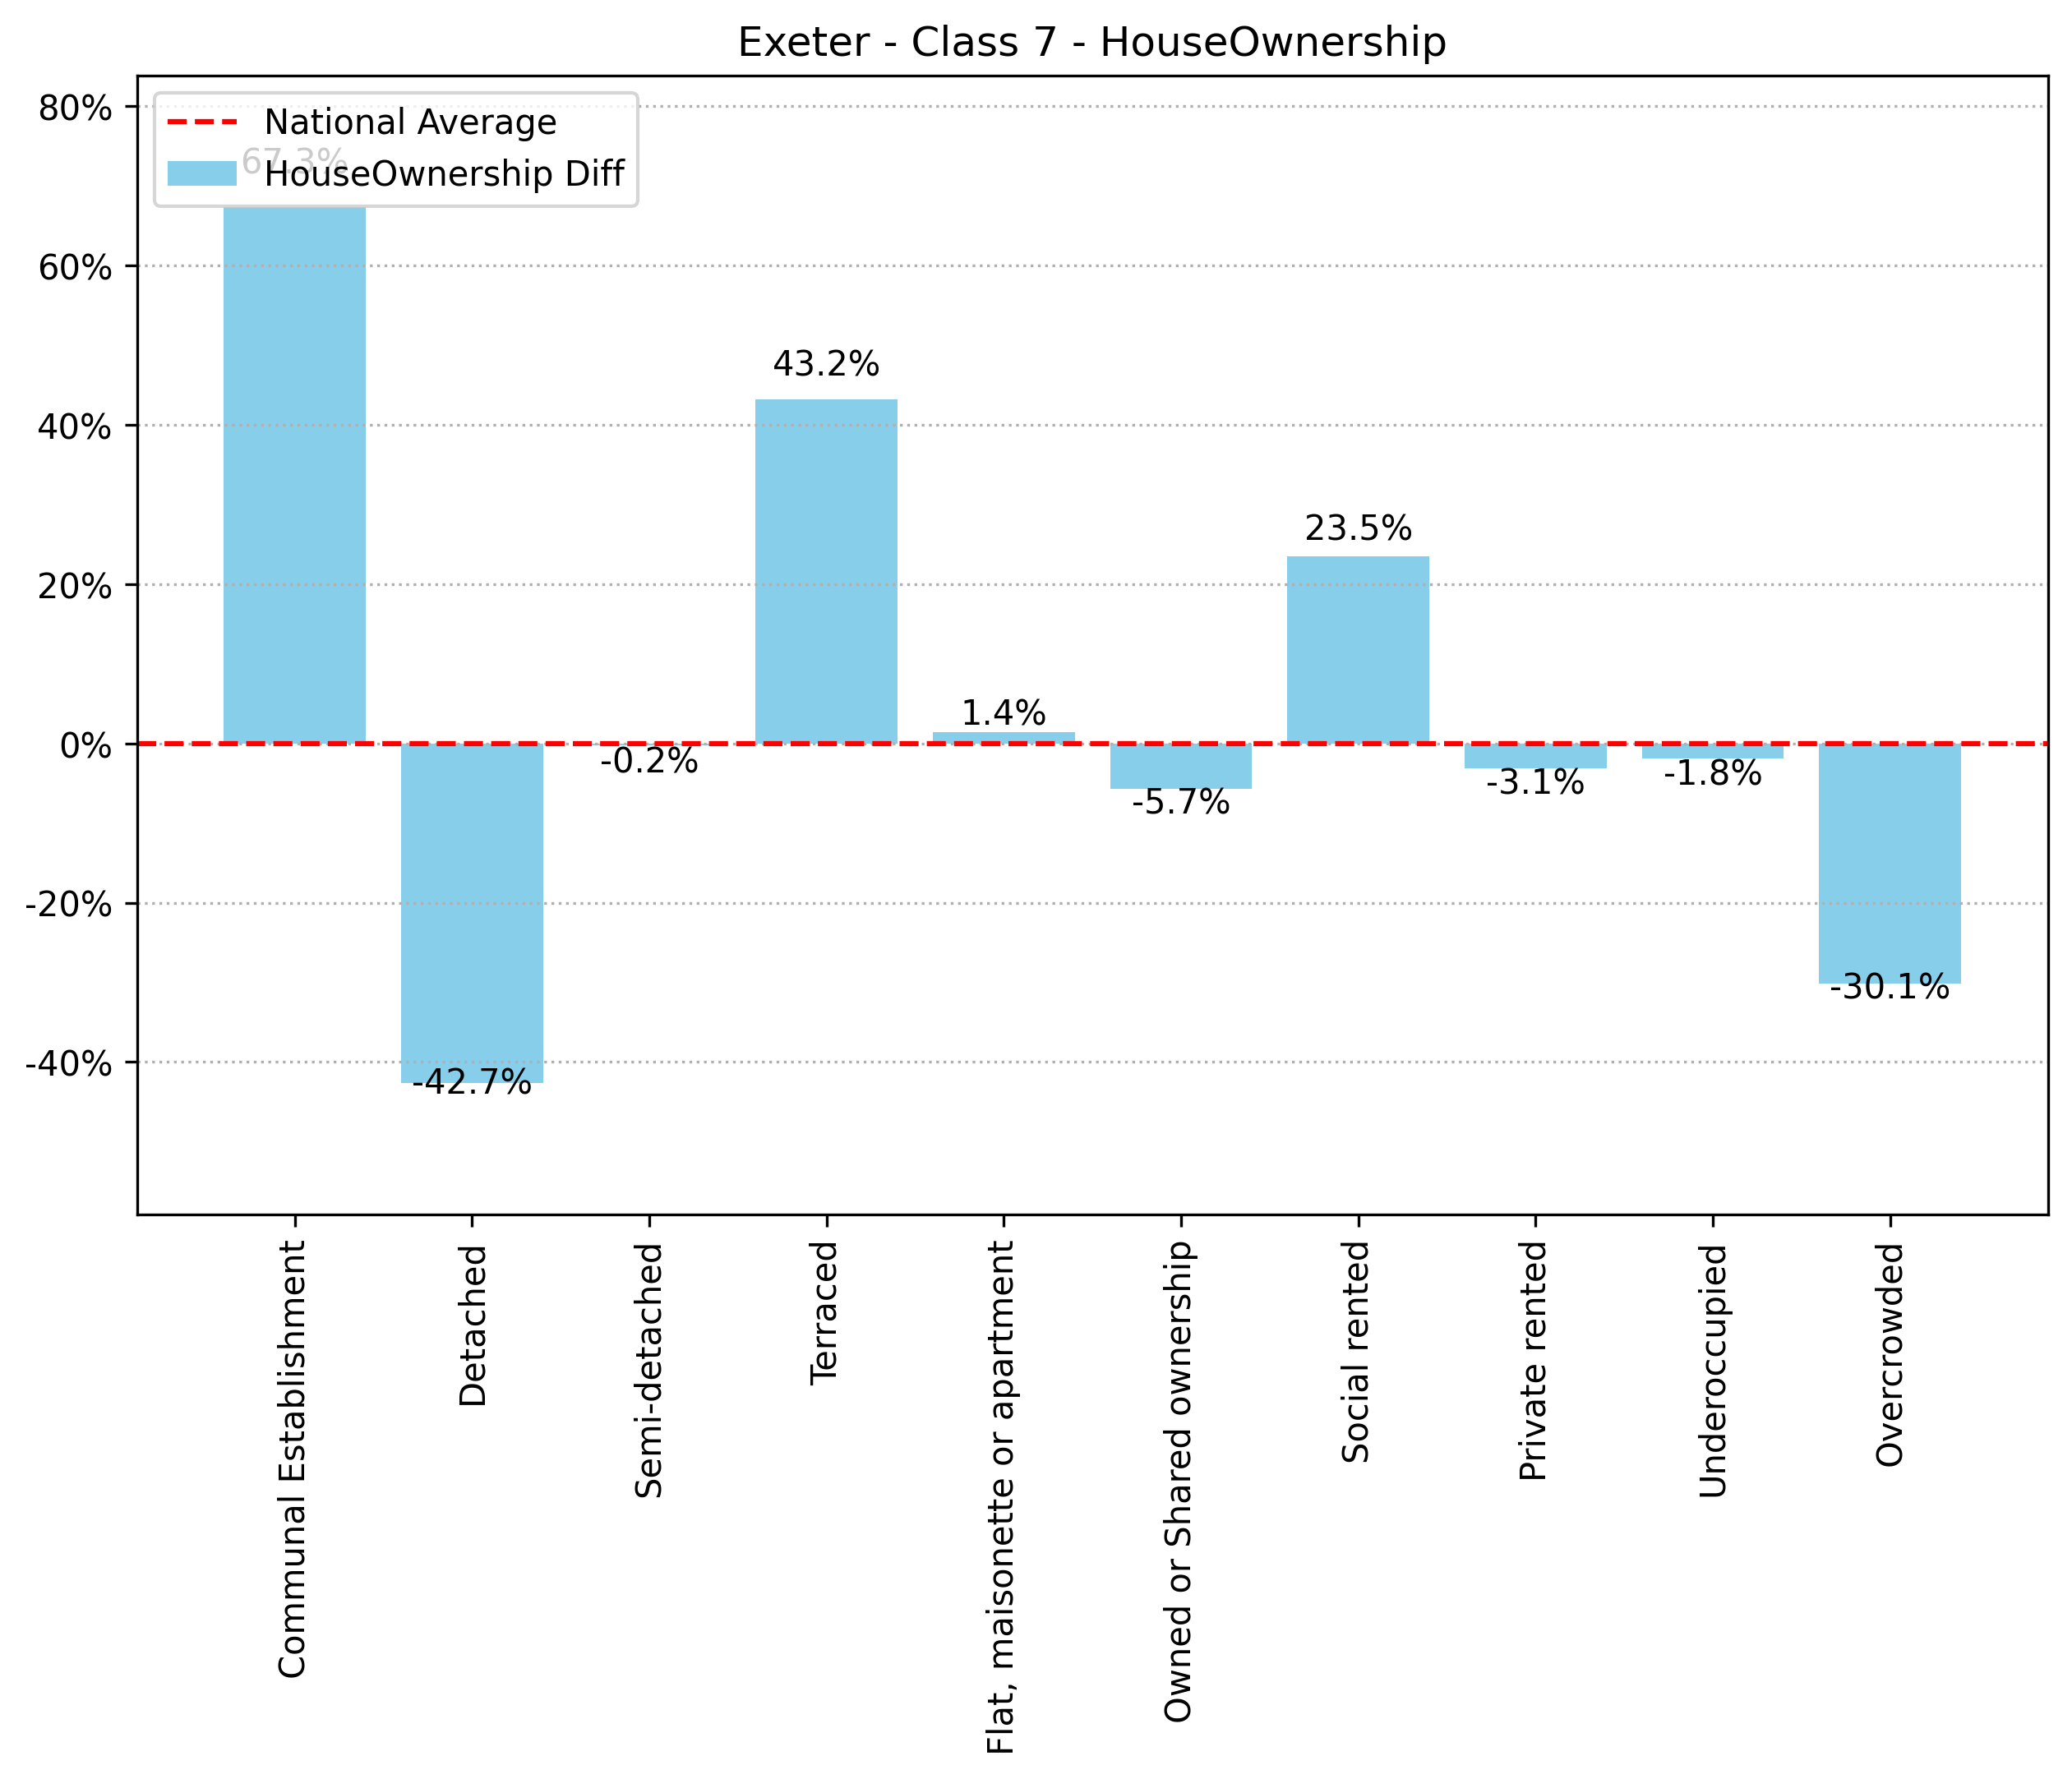 Exeter - Class 7 - HouseOwnership
80%
60%
40%
20%
0%
-20%
-40%
National Average
HouseOwnership Diff
67.3%
-42.7%
-0.2%
43.2%
1.4%
-5.7%
23.5%
-3.1%
-1.8%
-30.1%
Communal Establishment
Detached
Semi-detached
Terraced
Flat, maisonette or apartment
Owned or Shared ownership
Social rented
Private rented
Underoccupied
Overcrowded